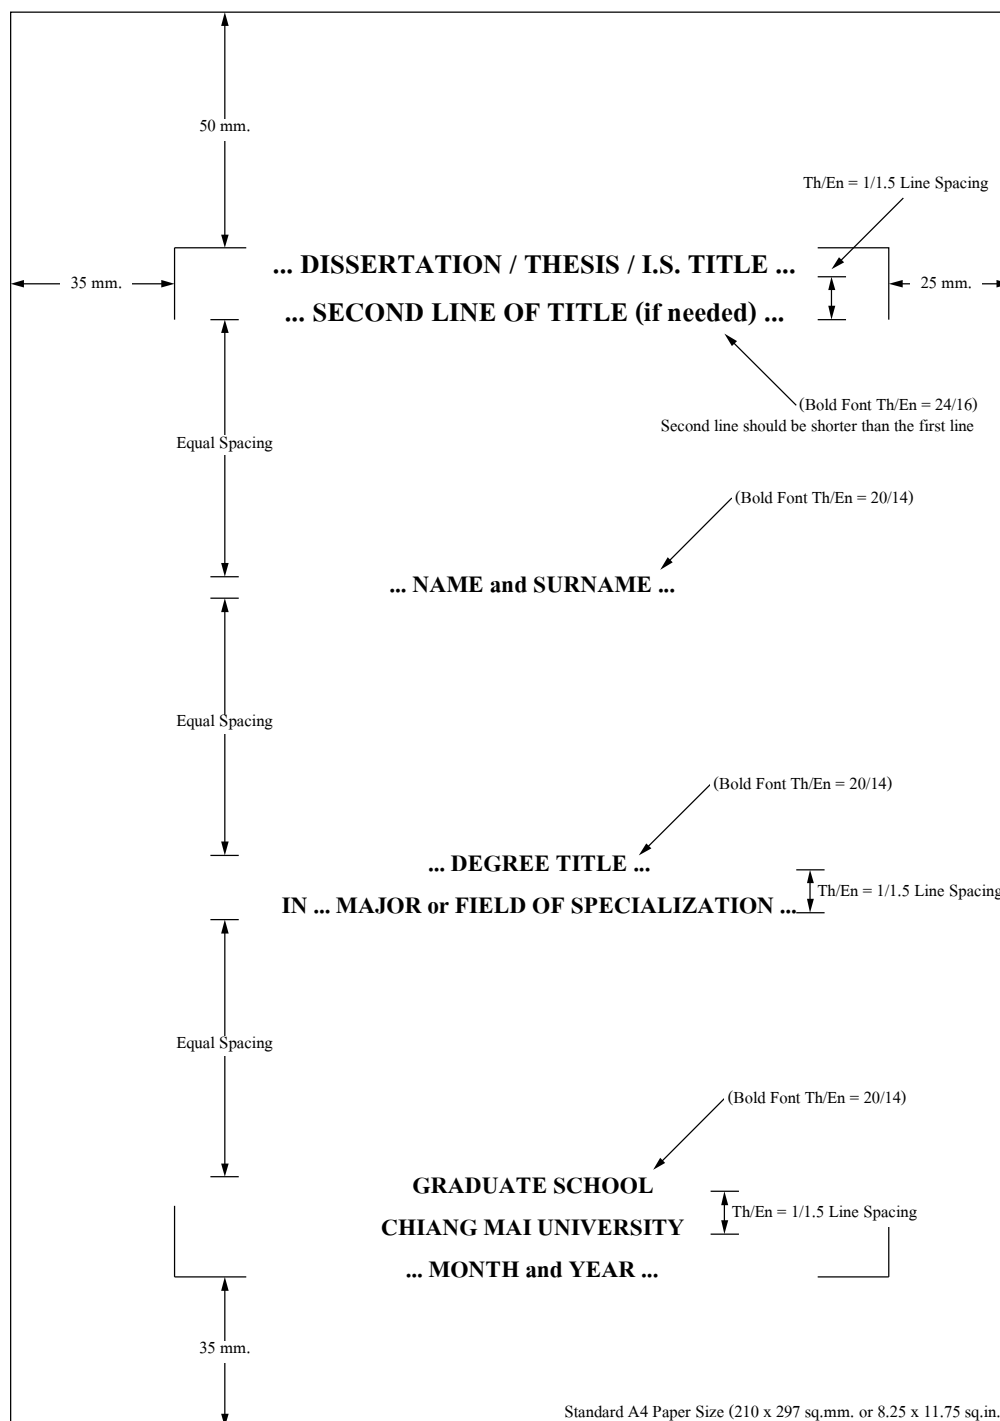 50 mm.
Th/En = 1/1.5 Line Spacing
... DISSERTATION / THESIS / I.S. TITLE ...
35 mm.
25 mm.
... SECOND LINE OF TITLE (if needed) ...
(Bold Font Th/En = 24/16)
Second line should be shorter than the first line
Equal Spacing
(Bold Font Th/En = 20/14)
... NAME and SURNAME ...
Equal Spacing
(Bold Font Th/En = 20/14)
... DEGREE TITLE ...
Th/En = 1/1.5 Line Spacing
IN ... MAJOR or FIELD OF SPECIALIZATION ...
Equal Spacing
(Bold Font Th/En = 20/14)
GRADUATE SCHOOL
Th/En = 1/1.5 Line Spacing
CHIANG MAI UNIVERSITY
... MONTH and YEAR ...
35 mm.
Standard A4 Paper Size (210 x 297 sq.mm. or 8.25 x 11.75 sq.in.